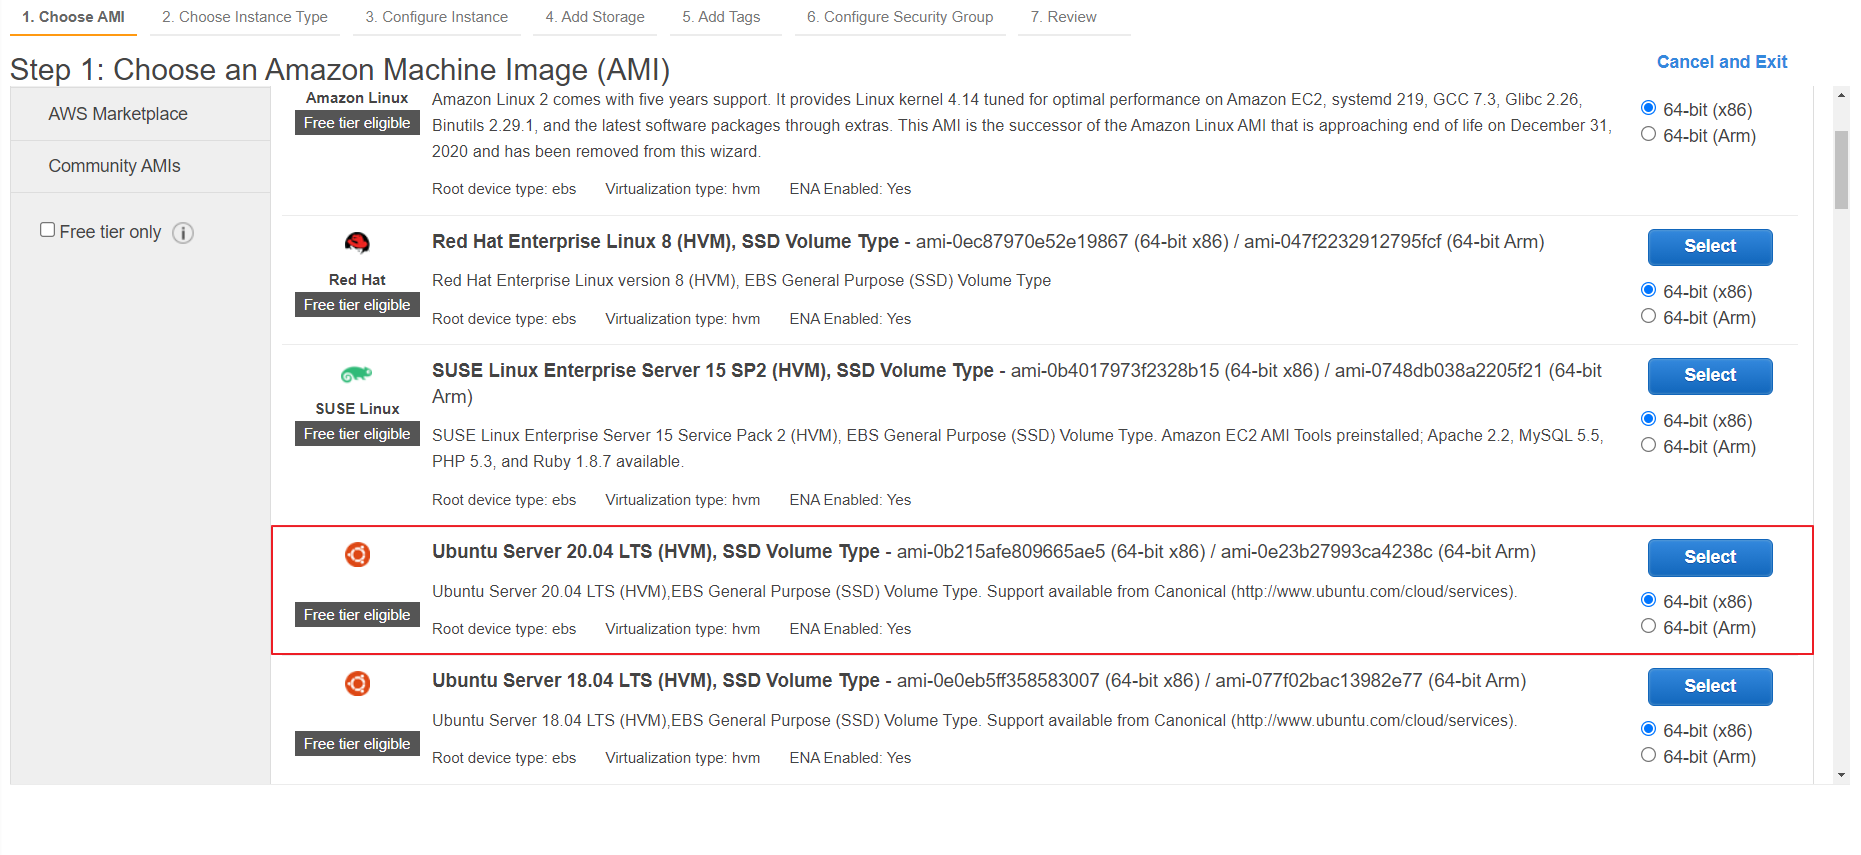 1. Choose AMI
2. Choose Instance Type
3. Configure Instance
4. Add Storage
5. Add Tags
6. Configure Security Group
7. Review
Step 1: Choose an Amazon Machine Image (AMI)
Cancel and Exit
AWS Marketplace
Community AMIs
Free tier only
Amazon Linux
Free tier eligible
Amazon Linux 2 comes with five years support. It provides Linux kernel 4.14 tuned for optimal performance on Amazon EC2, systemd 219, GCC 7.3, Glibc 2.26,
Binutils 2.29.1, and the latest software packages through extras. This AMI is the successor of the Amazon Linux AMI that is approaching end of life on December 31,
2020 and has been removed from this wizard.
Root device type: ebs Virtualization type: hvm ENA Enabled: Yes
64-bit (x86)
64-bit (Arm)
Red Hat
Free tier eligible
Red Hat Enterprise Linux 8 (HVM), SSD Volume Type - ami-0ec87970e52e19867 (64-bit x86) / ami-047f2232912795fcf (64-bit Arm)
Red Hat Enterprise Linux version 8 (HVM), EBS General Purpose (SSD) Volume Type
Root device type: ebs Virtualization type: hvm ENA Enabled: Yes
Select
64-bit (x86)
64-bit (Arm)
SUSE Linux
Free tier eligible
SUSE Linux Enterprise Server 15 SP2 (HVM), SSD Volume Type - ami-0b4017973f2328b15 (64-bit x86) / ami-0748db038a2205f21 (64-bit
Arm)
SUSE Linux Enterprise Server 15 Service Pack 2 (HVM), EBS General Purpose (SSD) Volume Type. Amazon EC2 AMI Tools preinstalled; Apache 2.2, MySQL 5.5,
PHP 5.3, and Ruby 1.8.7 available.
Root device type: ebs Virtualization type: hvm ENA Enabled: Yes
Select
64-bit (x86)
64-bit (Arm)
Free tier eligible
Ubuntu Server 20.04 LTS (HVM), SSD Volume Type - ami-0b215afe809665ae5 (64-bit x86) / ami-0e23b27993ca4238c (64-bit Arm)
Ubuntu Server 20.04 LTS (HVM),EBS General Purpose (SSD) Volume Type. Support available from Canonical (http://www.ubuntu.com/cloud/services).
Root device type: ebs Virtualization type: hvm ENA Enabled: Yes
Select
64-bit (x86)
64-bit (Arm)
Free tier eligible
Ubuntu Server 18.04 LTS (HVM), SSD Volume Type - ami-0e0eb5ff358583007 (64-bit x86) / ami-077f02bac13982e77 (64-bit Arm)
Ubuntu Server 18.04 LTS (HVM),EBS General Purpose (SSD) Volume Type. Support available from Canonical (http://www.ubuntu.com/cloud/services).
Root device type: ebs Virtualization type: hvm ENA Enabled: Yes
Select
64-bit (x86)
64-bit (Arm)